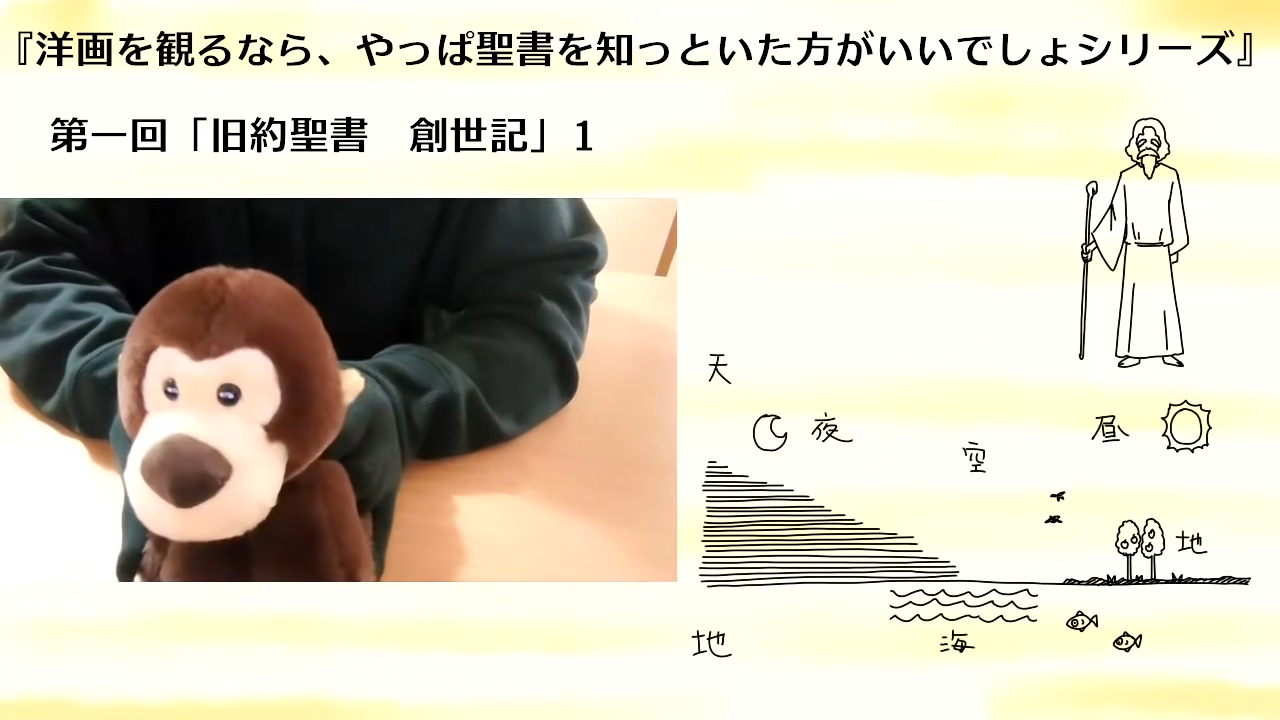 『洋画を観るなら、やっぱ聖書を知っといた方がいいでしょシリーズ』
第一回「旧約聖書　創世記」1
天
夜
昼
空
地
地
海